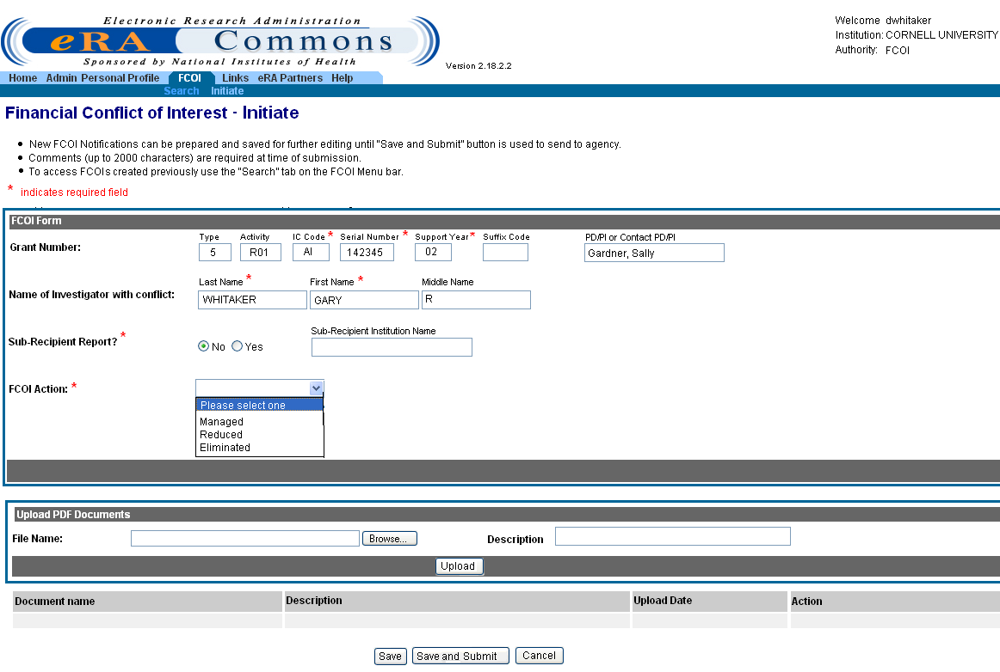 Electronic Research Administration
eRA Commons
Sponsored by National Institutes of Health
Version 2.18.2.2
Welcome dwhitaker
Institution: CORNELL UNIVERSITY
Authority: FCOI
Home Admin Personal Profile FCOI Links eRA Partners Help
Search Initiate
Financial Conflict of Interest - Initiate
• New FCOI Notifications can be prepared and saved for further editing until "Save and Submit" button is used to send to agency.
• Comments (up to 2000 characters) are required at time of submission.
• To access FCOIs created previously use the "Search" tab on the FCOI Menu bar.
* indicates required field
FCOI Form
Type Activity IC Code * Serial Number * Support Year * Suffix Code PD/PI or Contact PD/PI
Grant Number: 5 R01 AI 142345 02 Gardner, Sally
Last Name * First Name * Middle Name
Name of Investigator with conflict: WHITAKER GARY R
Sub-Recipient Institution Name
Sub-Recipient Report? * No Yes
FCOI Action: *
Please select one
Managed
Reduced
Eliminated
Upload PDF Documents
File Name: Browse... Description
Upload
Document name Description Upload Date Action
Save Save and Submit Cancel